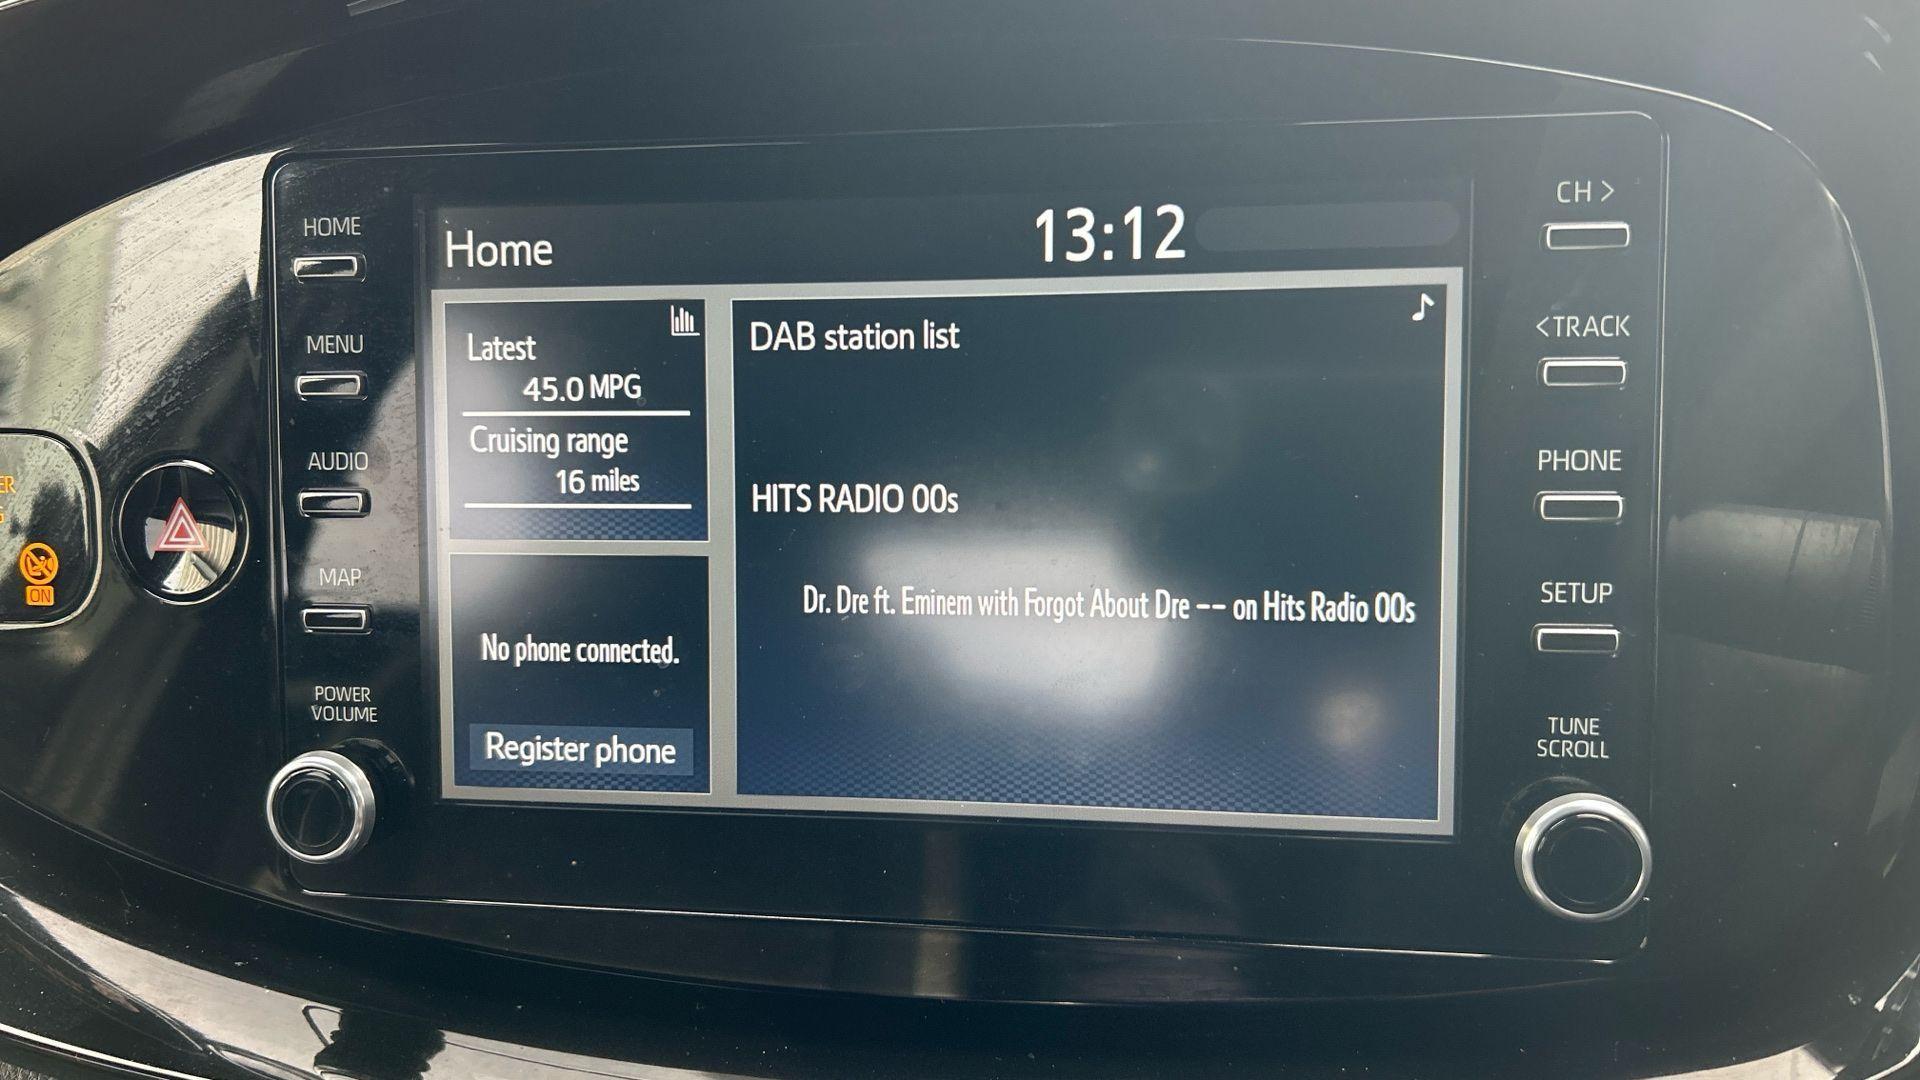 HOME
MENU
AUDIO
MAP
POWER
VOLUME
ON
Home
13:12
Latest
45.0 MPG
Cruising range
16 miles
No phone connected.
Register phone
DAB station list
HITS RADIO 00s
Dr. Dre ft. Eminem with Forgot About Dre -- on Hits Radio 00s
CH >
<TRACK
PHONE
SETUP
TUNE
SCROLL